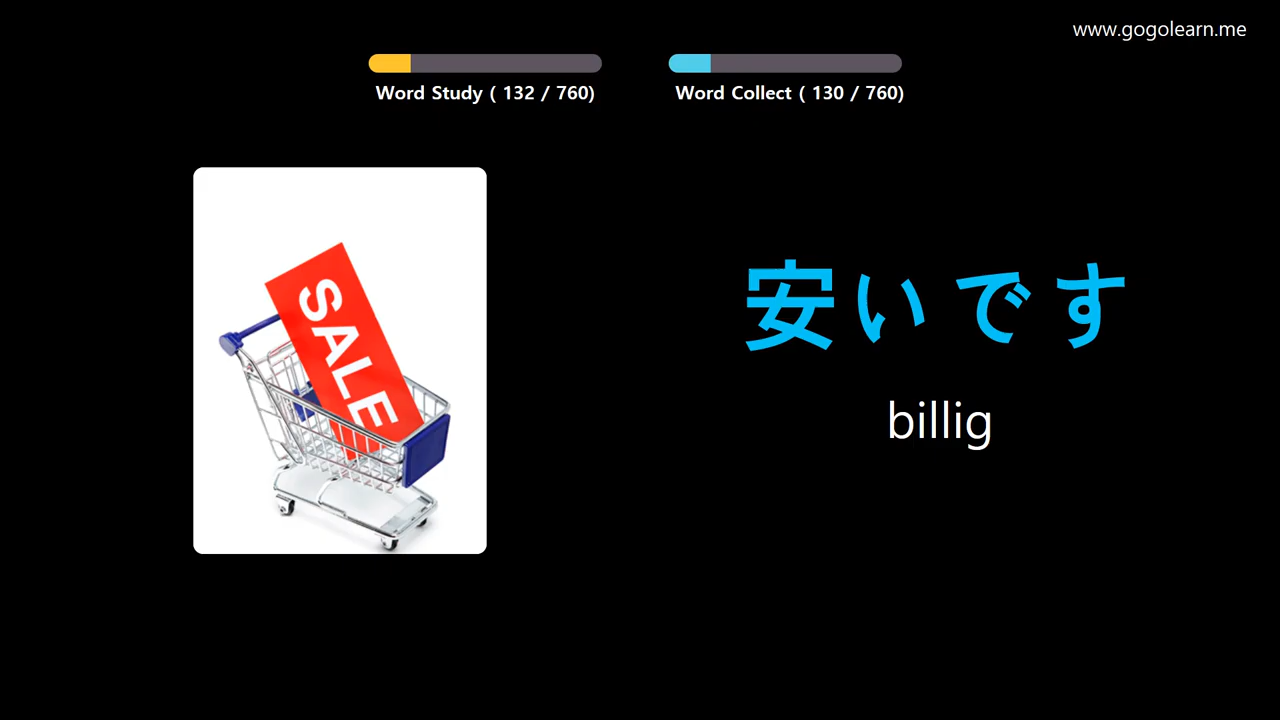 www.gogolearn.me
Word Study ( 132 / 760)
Word Collect ( 130 / 760)
SALE
安いです
billig